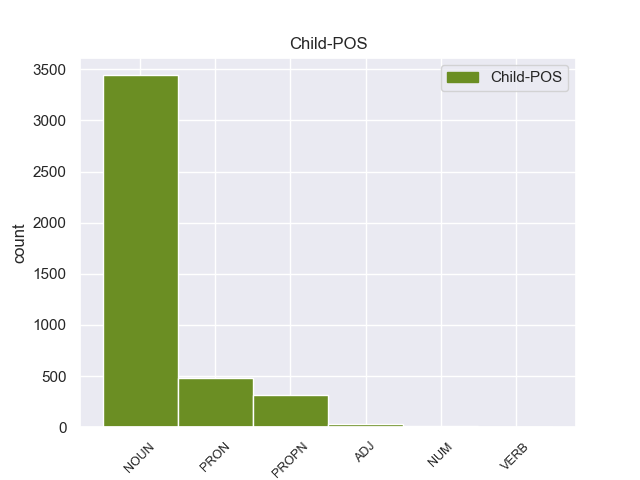 Child-POS
Child-POS
count
3500
3000
2500
2000
1500
1000
500
0
NOUN
PRON
PROPN
ADJ
NUM
VERB